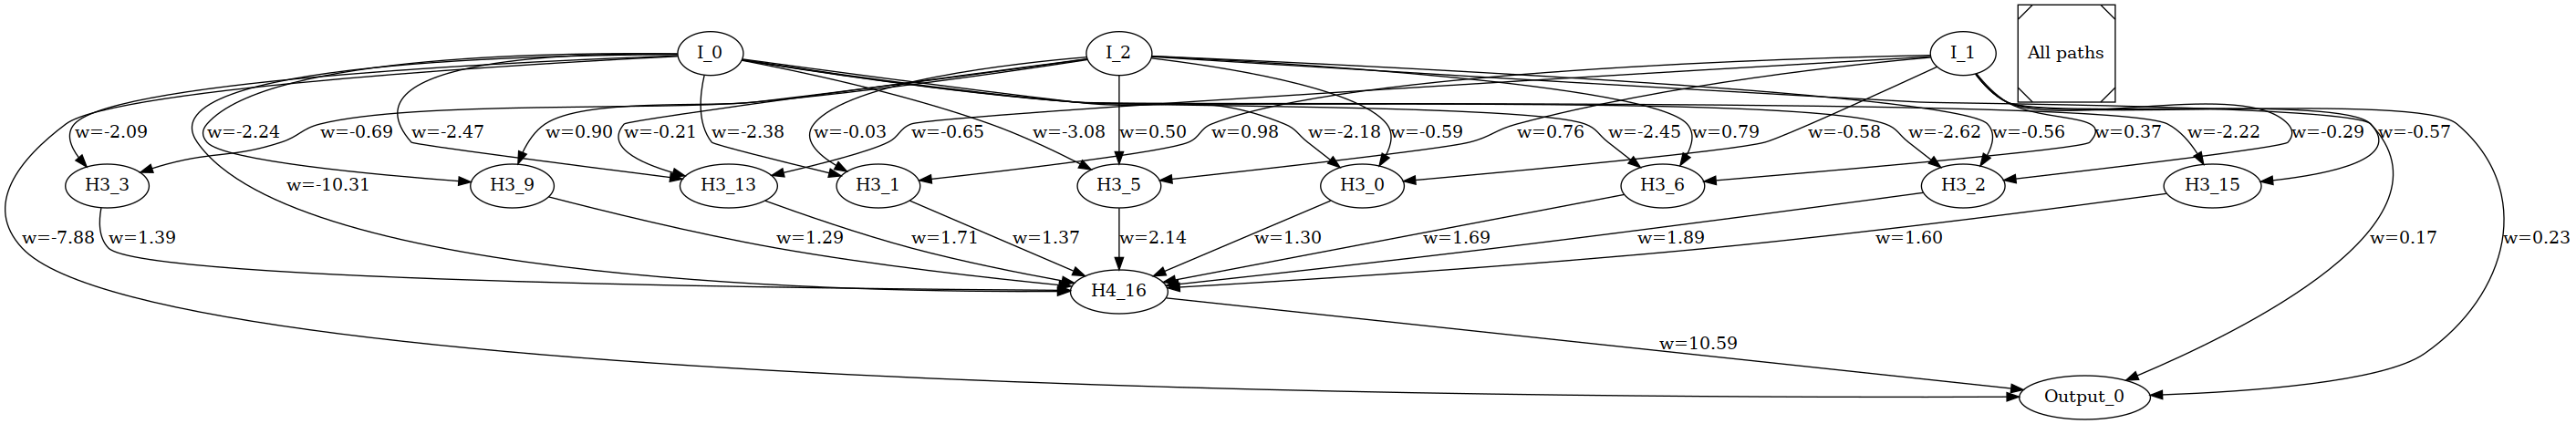 I_0
I_2
I_1
All paths
w=-2.09
w=-2.24
w=-0.69
w=-2.47
w=0.90
w=-0.21
w=-2.38
w=-0.03
w=-0.65
w=-3.08
w=0.50
w=0.98
w=-2.18
w=-0.59
w=0.76
w=-2.45
w=0.79
w=-0.58
w=-2.62
w=-0.56
w=0.37
w=-2.22
w=-0.29
w=-0.57
H3_3
w=-10.31
H3_9
H3_13
H3_1
H3_5
H3_0
H3_6
H3_2
H3_15
w=-7.88
w=1.39
w=1.29
w=1.71
w=1.37
w=2.14
w=1.30
w=1.69
w=1.89
w=1.60
w=0.17
w=0.23
H4_16
w=10.59
Output_0